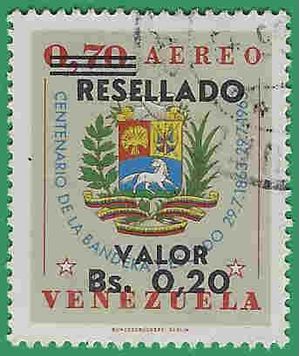 0,70 AEREO
RESELLADO
CENTENARIO DE LA BANDERA 29.7.1863-29.7.1963
VALOR
Bs. 0,20
VENEZUELA
BUNDESDRUCKEREI BERLIN